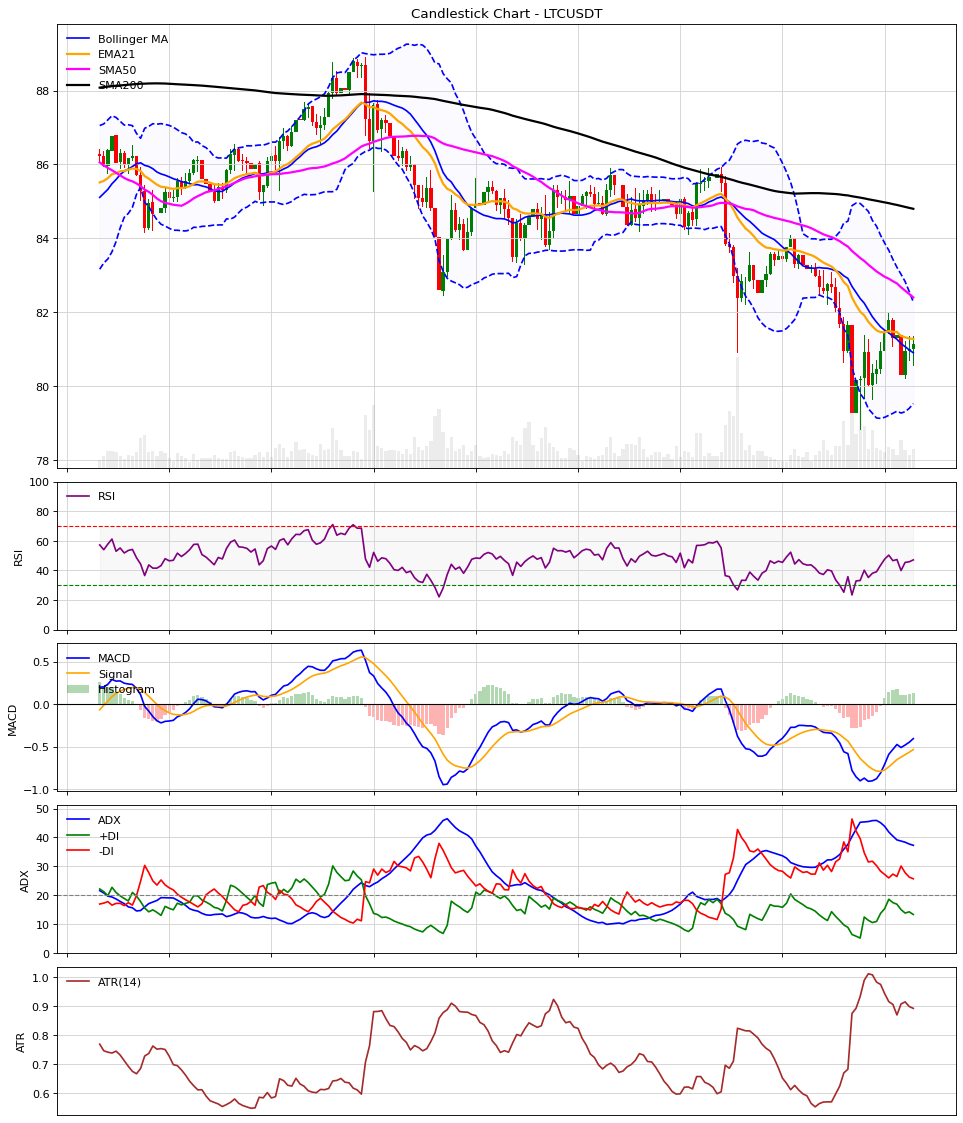 Candlestick Chart - LTCUSDT
Bollinger MA
EMA21
SMA50
SMA200
88
86
84
82
80
78
RSI
RSI
100
80
60
40
20
0
MACD
Signal
Histogram
MACD
0.5
0.0
−0.5
−1.0
ADX
+DI
-DI
ADX
50
40
30
20
10
0
ATR(14)
ATR
1.0
0.9
0.8
0.7
0.6